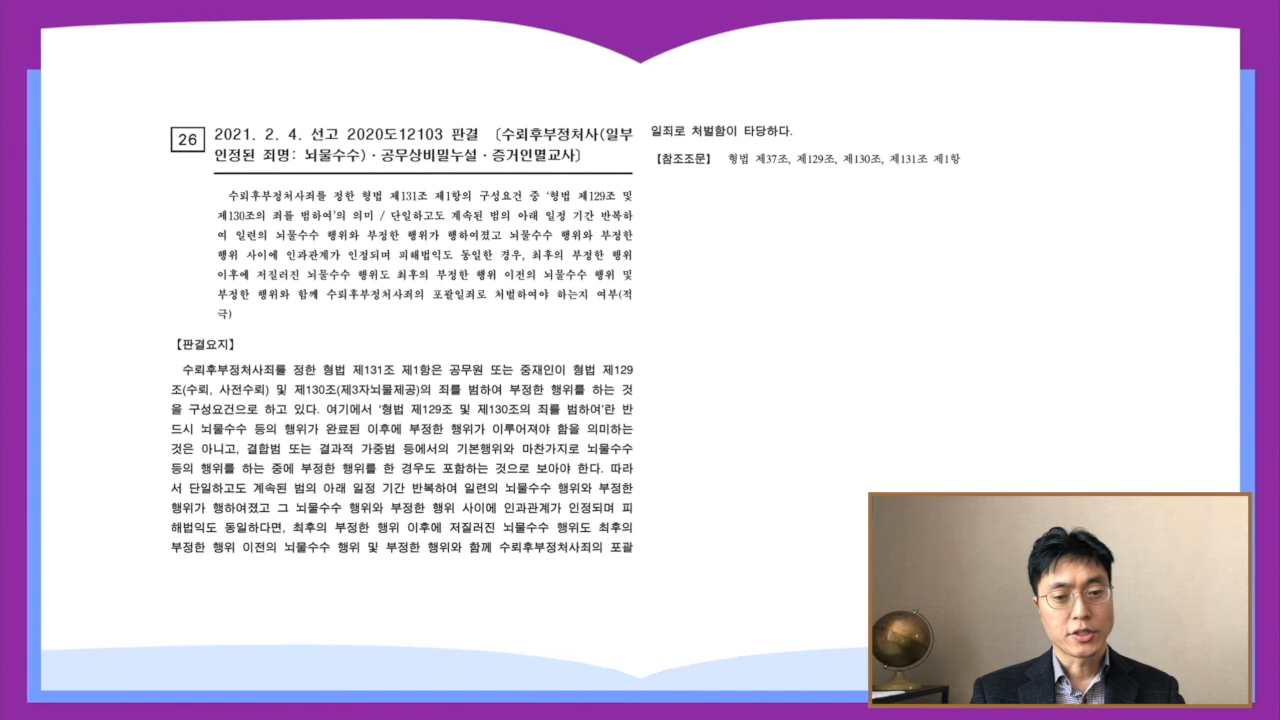 26
2021. 2. 4. 선고 2020도12103 판결 〔수뢰후부정처사(일부
인정된 죄명: 뇌물수수)·공무상비밀누설·증거인멸교사〕
수뢰후부정처사죄를 정한 형법 제131조 제1항의 구성요건 중 ‘형법 제129조 및
제130조의 죄를 범하여’의 의미 / 단일하고도 계속된 범의 아래 일정 기간 반복하
여 일련의 뇌물수수 행위와 부정한 행위가 행하여졌고 뇌물수수 행위와 부정한
행위 사이에 인과관계가 인정되며 피해법익도 동일한 경우, 최후의 부정한 행위
이후에 저질러진 뇌물수수 행위도 최후의 부정한 행위 이전의 뇌물수수 행위 및
부정한 행위와 함께 수뢰후부정처사죄의 포괄일죄로 처벌하여야 하는지 여부(적
극)
【판결요지】
수뢰후부정처사죄를 정한 형법 제131조 제1항은 공무원 또는 중재인이 형법 제129
조(수뢰, 사전수뢰) 및 제130조(제3자뇌물제공)의 죄를 범하여 부정한 행위를 하는 것
을 구성요건으로 하고 있다. 여기에서 ‘형법 제129조 및 제130조의 죄를 범하여’란 반
드시 뇌물수수 등의 행위가 완료된 이후에 부정한 행위가 이루어져야 함을 의미하는
것은 아니고, 결합범 또는 결과적 가중범 등에서의 기본행위와 마찬가지로 뇌물수수
등의 행위를 하는 중에 부정한 행위를 한 경우도 포함하는 것으로 보아야 한다. 따라
서 단일하고도 계속된 범의 아래 일정 기간 반복하여 일련의 뇌물수수 행위와 부정한
행위가 행하여졌고 그 뇌물수수 행위와 부정한 행위 사이에 인과관계가 인정되며 피
해법익도 동일하다면, 최후의 부정한 행위 이후에 저질러진 뇌물수수 행위도 최후의
부정한 행위 이전의 뇌물수수 행위 및 부정한 행위와 함께 수뢰후부정처사죄의 포괄
일죄로 처벌함이 타당하다.
【참조조문】 형법 제37조, 제129조, 제130조, 제131조 제1항